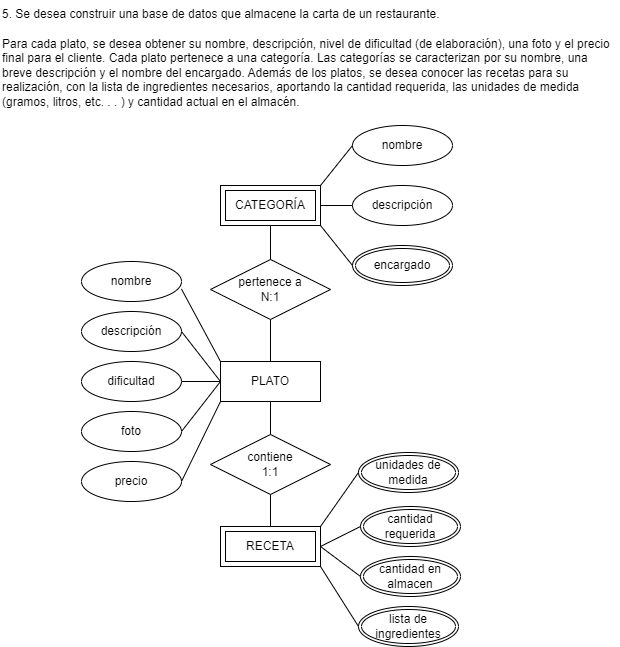 5. Se desea construir una base de datos que almacene la carta de un restaurante.
Para cada plato, se desea obtener su nombre, descripción, nivel de dificultad (de elaboración), una foto y el precio
final para el cliente. Cada plato pertenece a una categoría. Las categorías se caracterizan por su nombre, una
breve descripción y el nombre del encargado. Además de los platos, se desea conocer las recetas para su
realización, con la lista de ingredientes necesarios, aportando la cantidad requerida, las unidades de medida
(gramos, litros, etc. . . ) y cantidad actual en el almacén.
nombre
CATEGORÍA
descripción
encargado
pertenece a
N:1
nombre
descripción
PLATO
dificultad
foto
precio
contiene
1:1
unidades de
medida
cantidad
requerida
RECETA
cantidad en
almacen
lista de
ingredientes